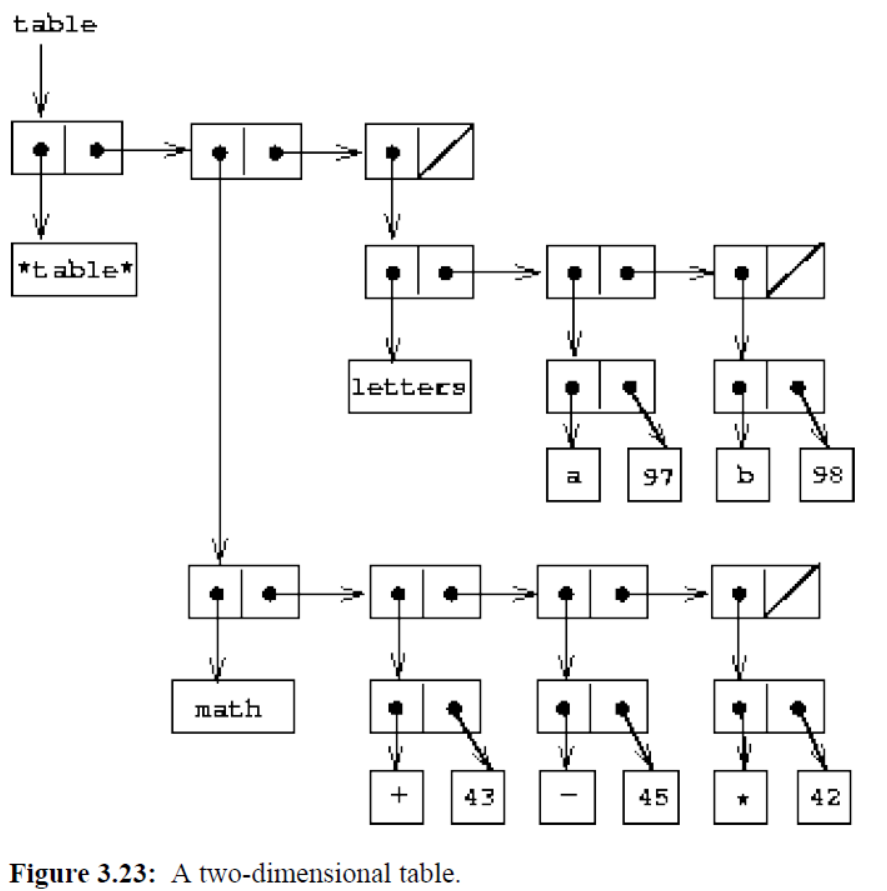 table
*table*
letters
a 97 b 98
math
+ 43 - 45 * 42
Figure 3.23: A two-dimensional table.